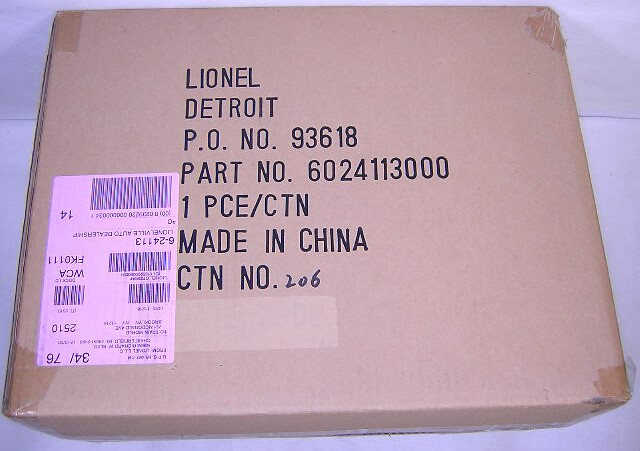 LIONEL
DETROIT
P.O. NO. 93618
PART NO. 6024113000
1 PCE/CTN
MADE IN CHINA
CTN NO. 206
34/ 76
2510
WCA
FK0111
6-24113
LIONELVILLE AUTO DEALERSHIP
14